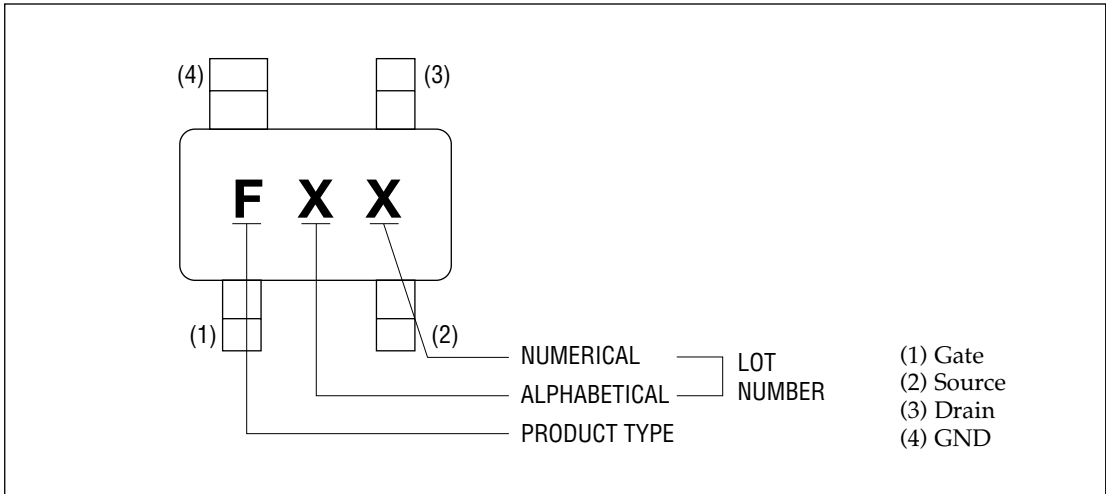 (4)
(3)
F X X
(1)
(2)
NUMERICAL
ALPHABETICAL
PRODUCT TYPE
LOT
NUMBER
(1) Gate
(2) Source
(3) Drain
(4) GND